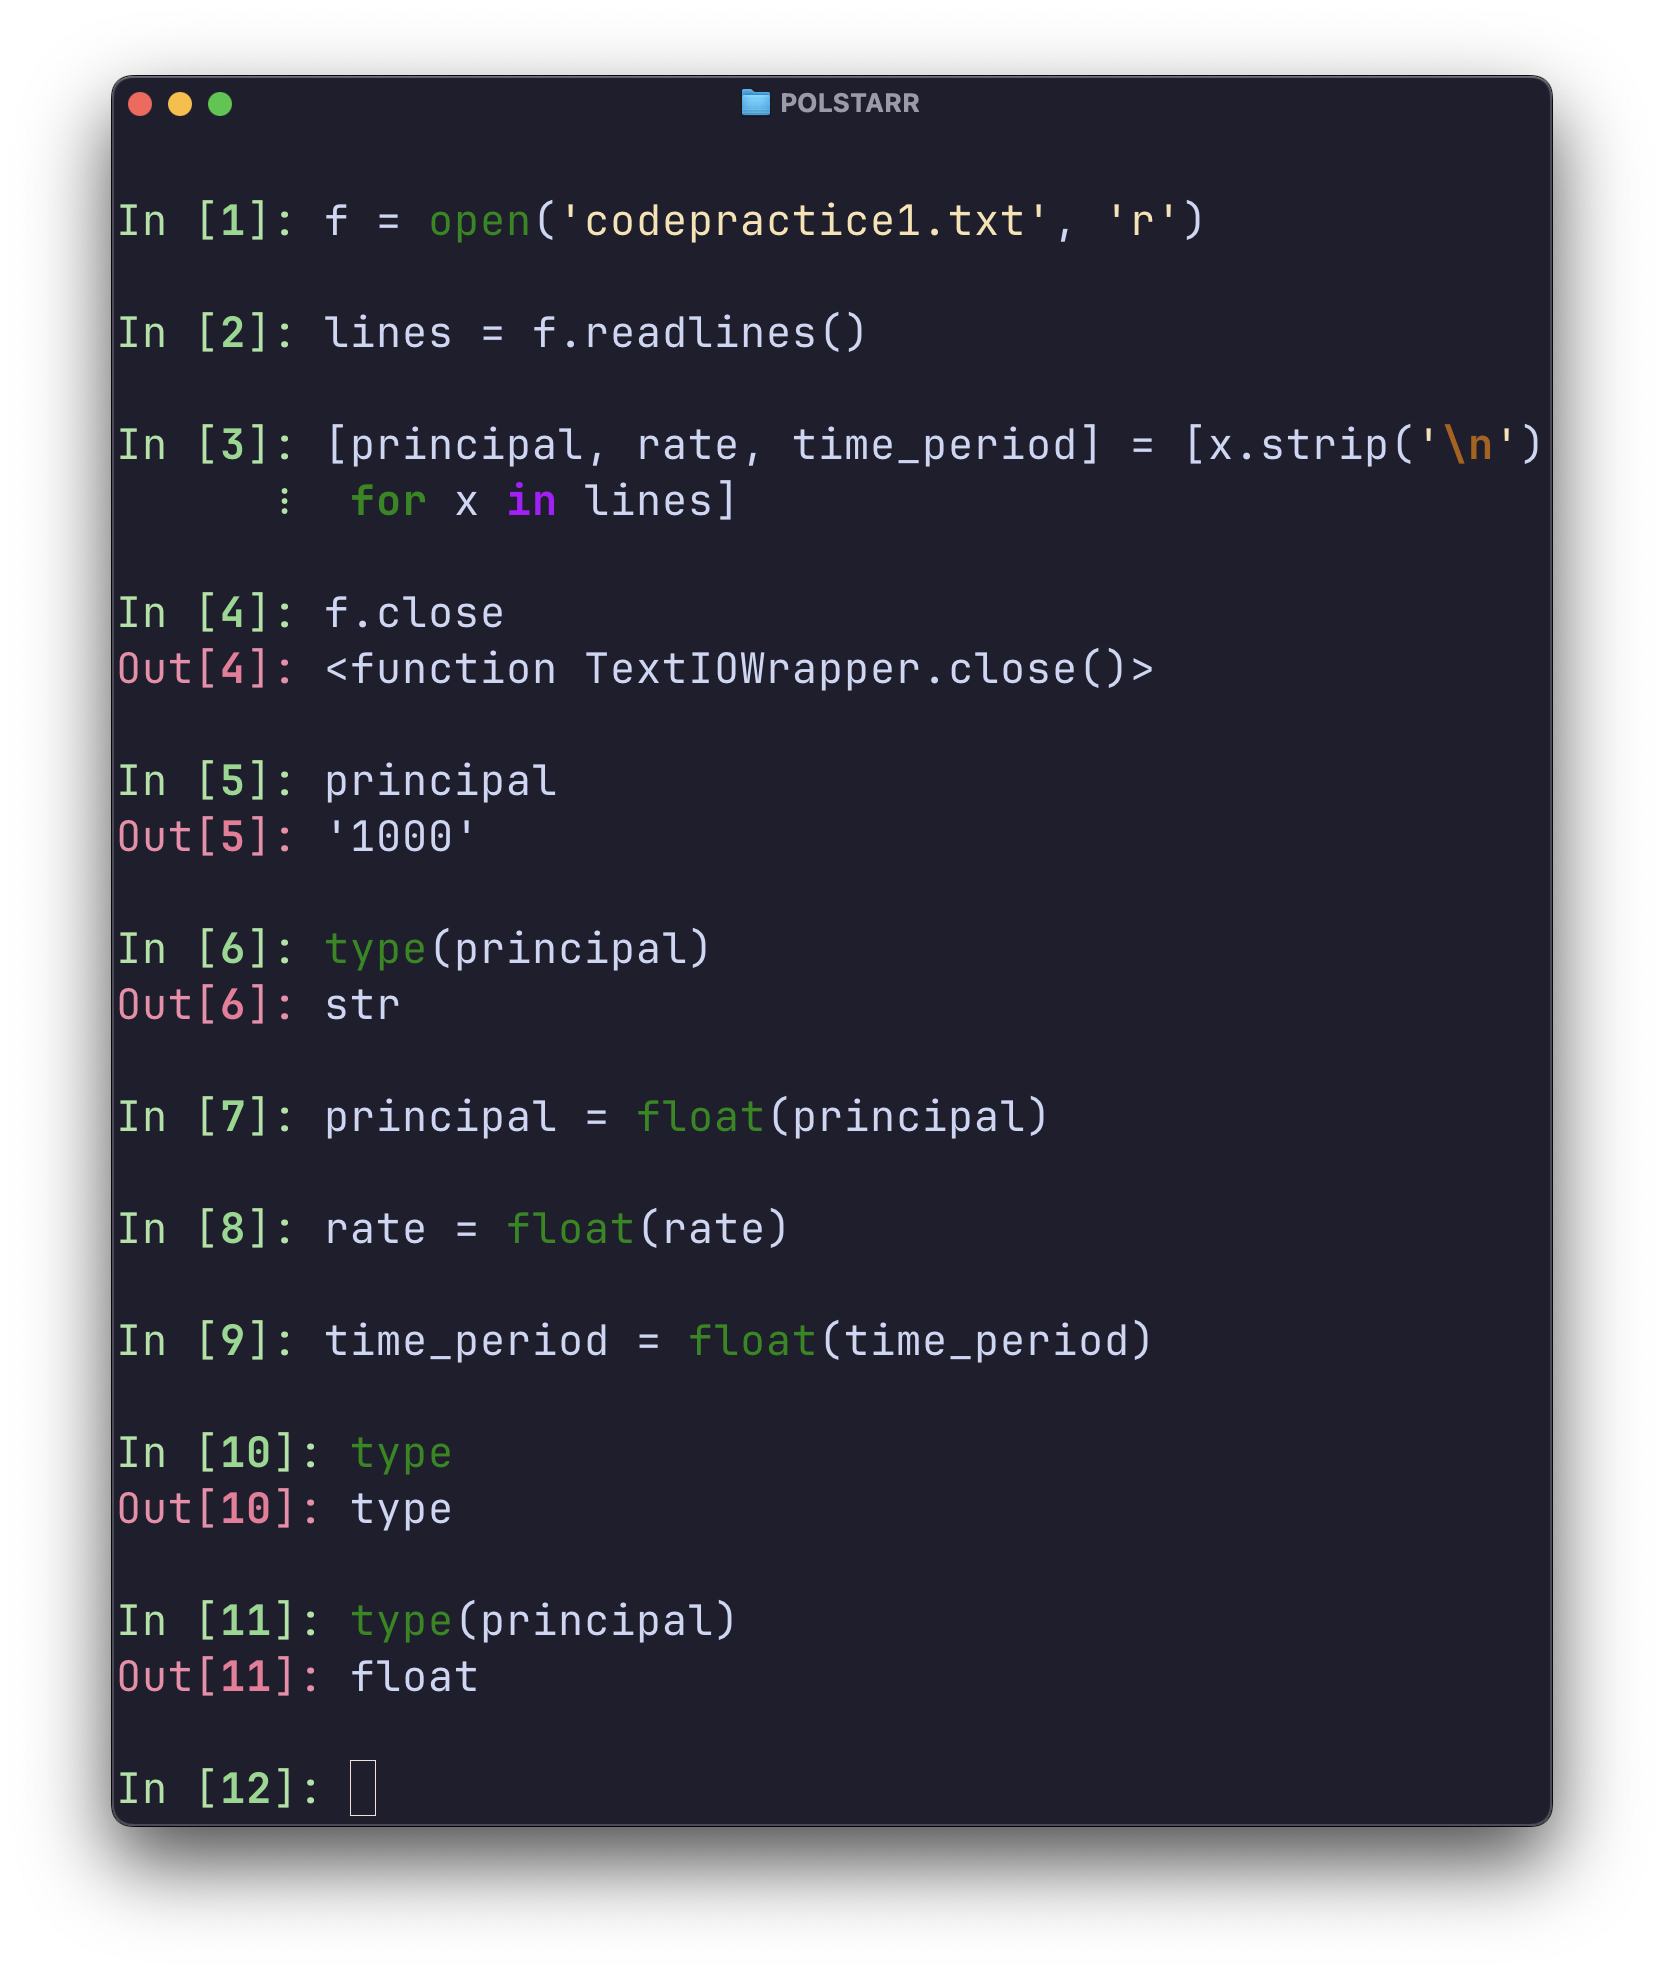 POLSTARR
In [1]: f = open('codepractice1.txt', 'r')
In [2]: lines = f.readlines()
In [3]: [principal, rate, time_period] = [x.strip('\n')
⋮ for x in lines]
In [4]: f.close
Out[4]: <function TextIOWrapper.close()>
In [5]: principal
Out[5]: '1000'
In [6]: type(principal)
Out[6]: str
In [7]: principal = float(principal)
In [8]: rate = float(rate)
In [9]: time_period = float(time_period)
In [10]: type
Out[10]: type
In [11]: type(principal)
Out[11]: float
In [12]: